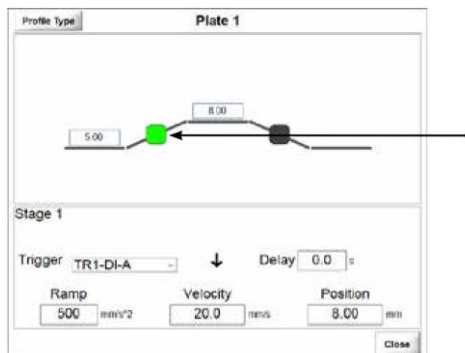 Profile Type
Plate 1
8.00
5.00
Stage 1
Trigger TR1-DI-A Delay 0.0 s
Ramp Velocity Position
500 mm/s^2 20.0 mm/s 8.00 mm
Close